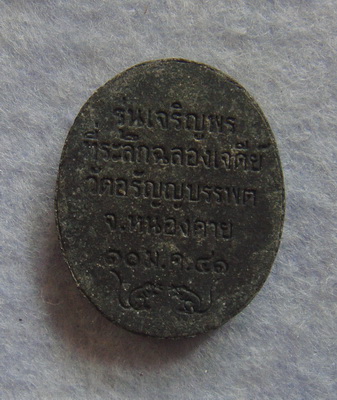 รุ่นเจริญพร
ที่ระลึกฉลองเจดีย์
วัดอรัญญบรรพต
จ.หนองคาย
๑๐ม.ค.๔๑